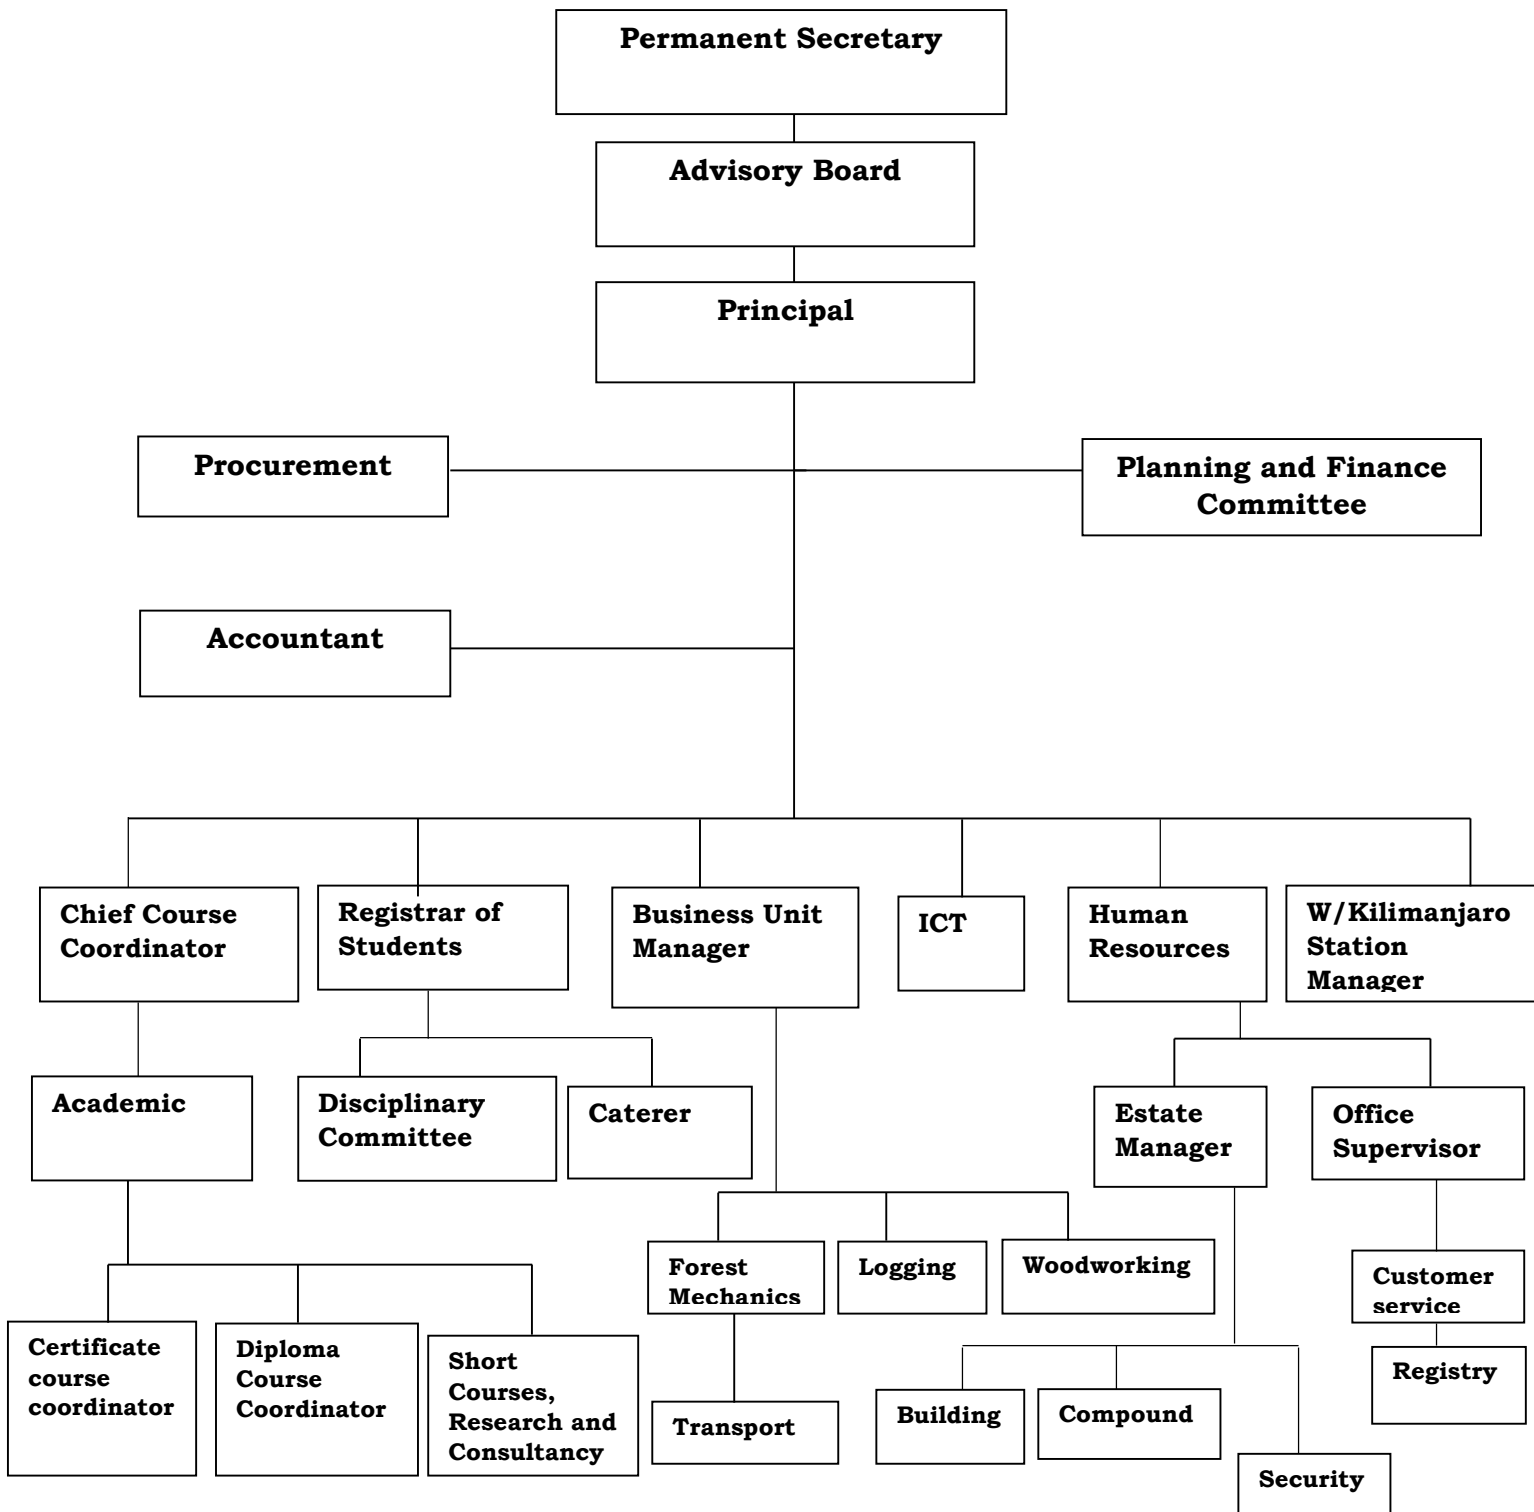 Permanent Secretary
Advisory Board
Principal
Procurement
Planning and Finance
Committee
Accountant
Chief Course
Coordinator
Registrar of
Students
Business Unit
Manager
ICT
Human
Resources
W/Kilimanjaro
Station
Manager
Academic
Disciplinary
Committee
Caterer
Estate
Manager
Office
Supervisor
Forest
Mechanics
Logging
Woodworking
Customer
service
Certificate
course
coordinator
Diploma
Course
Coordinator
Short
Courses,
Research and
Consultancy
Transport
Building
Compound
Registry
Security